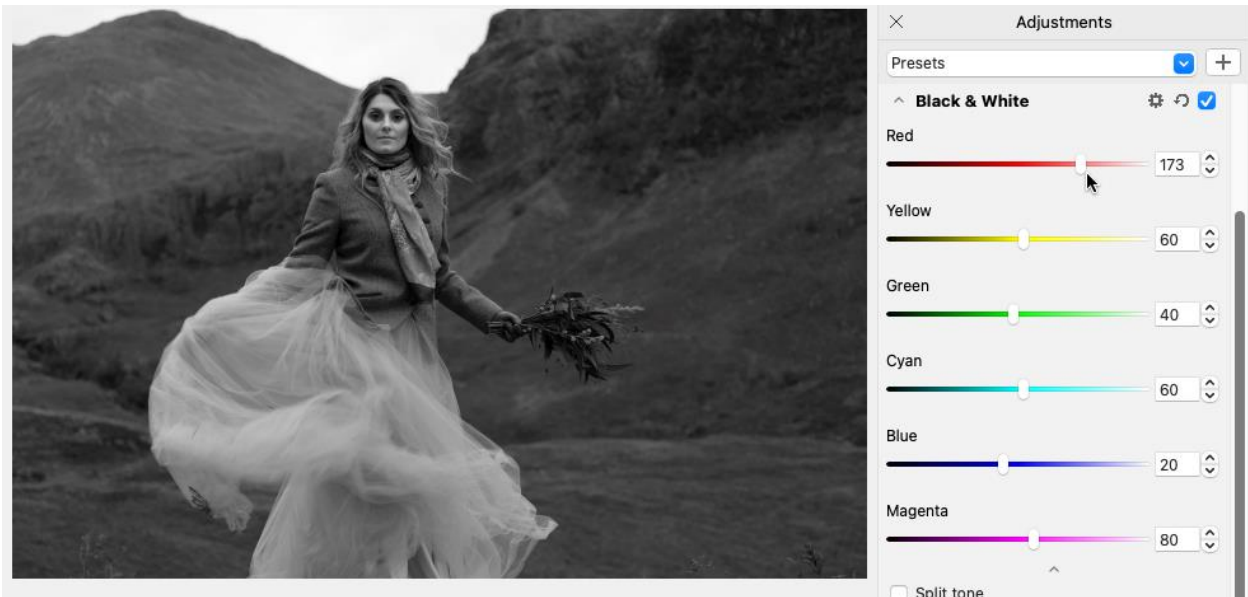 Adjustments
Presets
Black & White
Red
173
Yellow
60
Green
40
Cyan
60
Blue
20
Magenta
80
Split tone